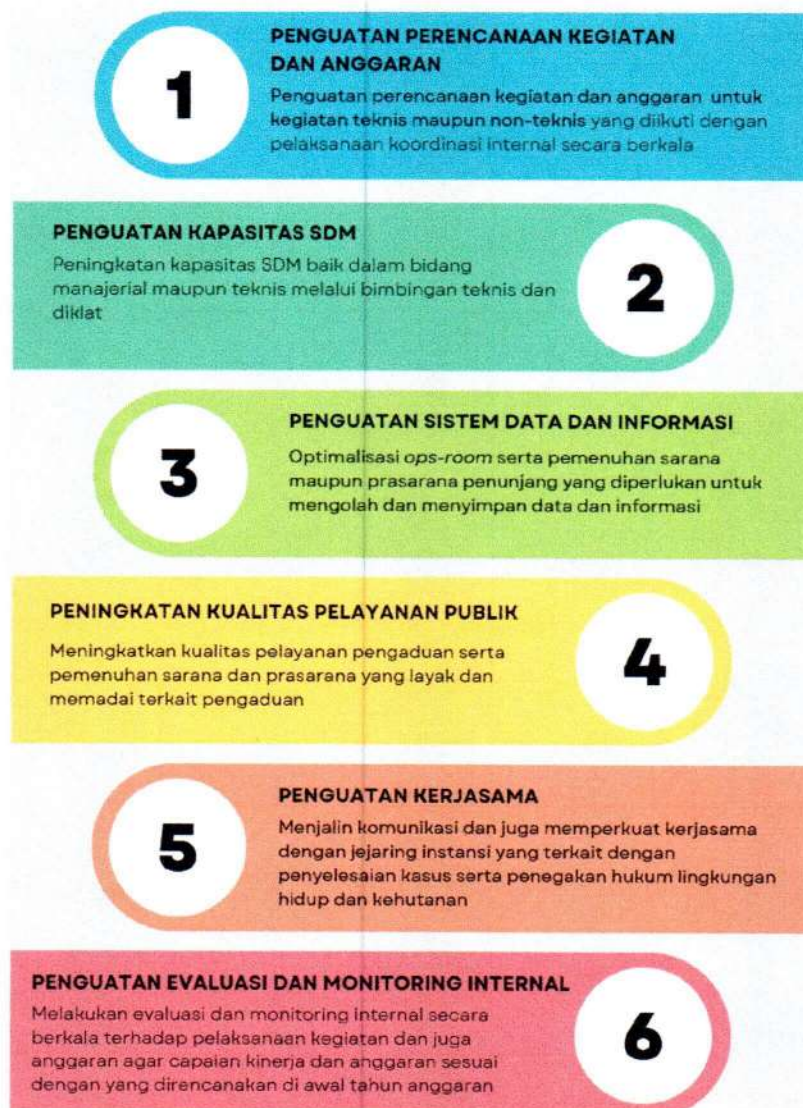 1
PENGUATAN PERENCANAAN KEGIATAN
DAN ANGGARAN
Penguatan perencanaan kegiatan dan anggaran untuk
kegiatan teknis maupun non-teknis yang diikuti dengan
pelaksanaan koordinasi internal secara berkala
PENGUATAN KAPASITAS SDM
Peningkatan kapasitas SDM baik dalam bidang
manajerial maupun teknis melalui bimbingan teknis dan
diklat
2
3
PENGUATAN SISTEM DATA DAN INFORMASI
Optimalisasi ops-room serta pemenuhan sarana
maupun prasarana penunjang yang diperlukan untuk
mengolah dan menyimpan data dan informasi
PENINGKATAN KUALITAS PELAYANAN PUBLIK
Meningkatkan kualitas pelayanan pengaduan serta
pemenuhan sarana dan prasarana yang layak dan
memadai terkait pengaduan
4
5
PENGUATAN KERJASAMA
Menjalin komunikasi dan juga memperkuat kerjasama
dengan jejaring instansi yang terkait dengan
penyelesaian kasus serta penegakan hukum lingkungan
hidup dan kehutanan
PENGUATAN EVALUASI DAN MONITORING INTERNAL
Melakukan evaluasi dan monitoring internal secara
berkala terhadap pelaksanaan kegiatan dan juga
anggaran agar capaian kinerja dan anggaran sesuai
dengan yang direncanakan di awal tahun anggaran
6